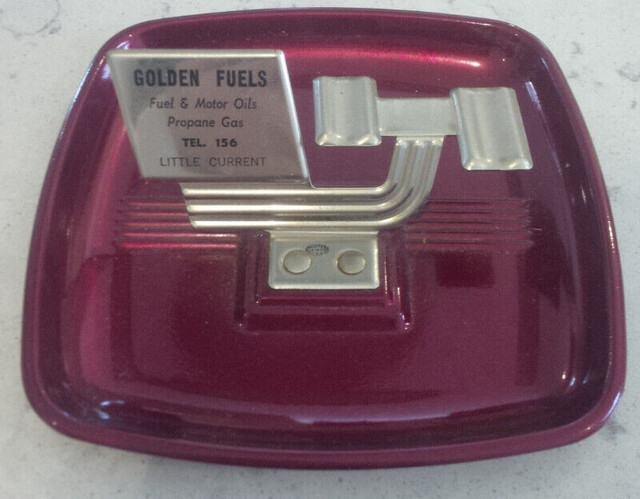 GOLDEN FUELS
Fuel & Motor Oils
Propane Gas
TEL. 156
LITTLE CURRENT